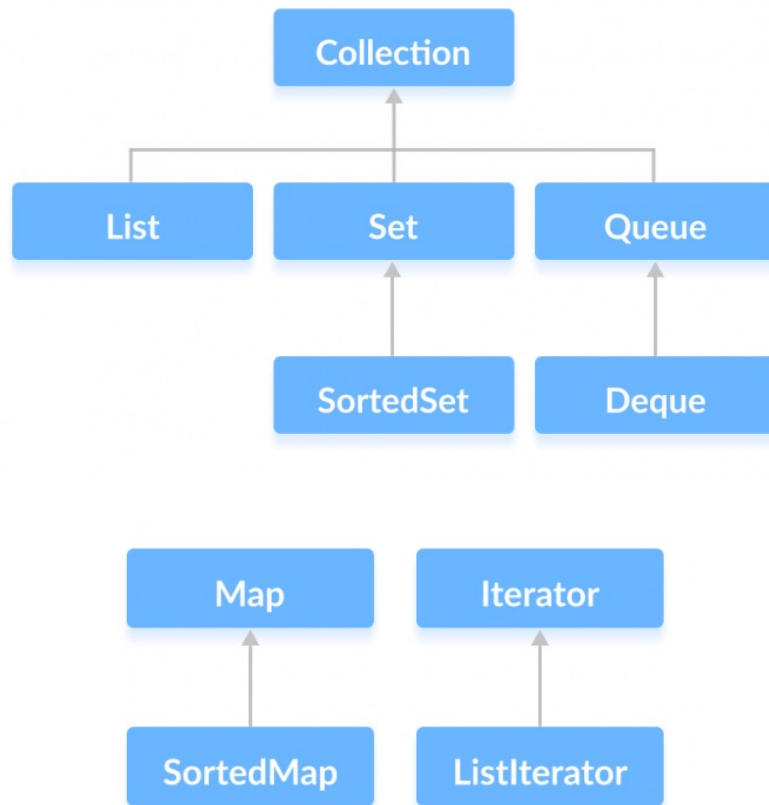 Collection
List
Set
Queue
SortedSet
Deque
Map
Iterator
SortedMap
ListIterator